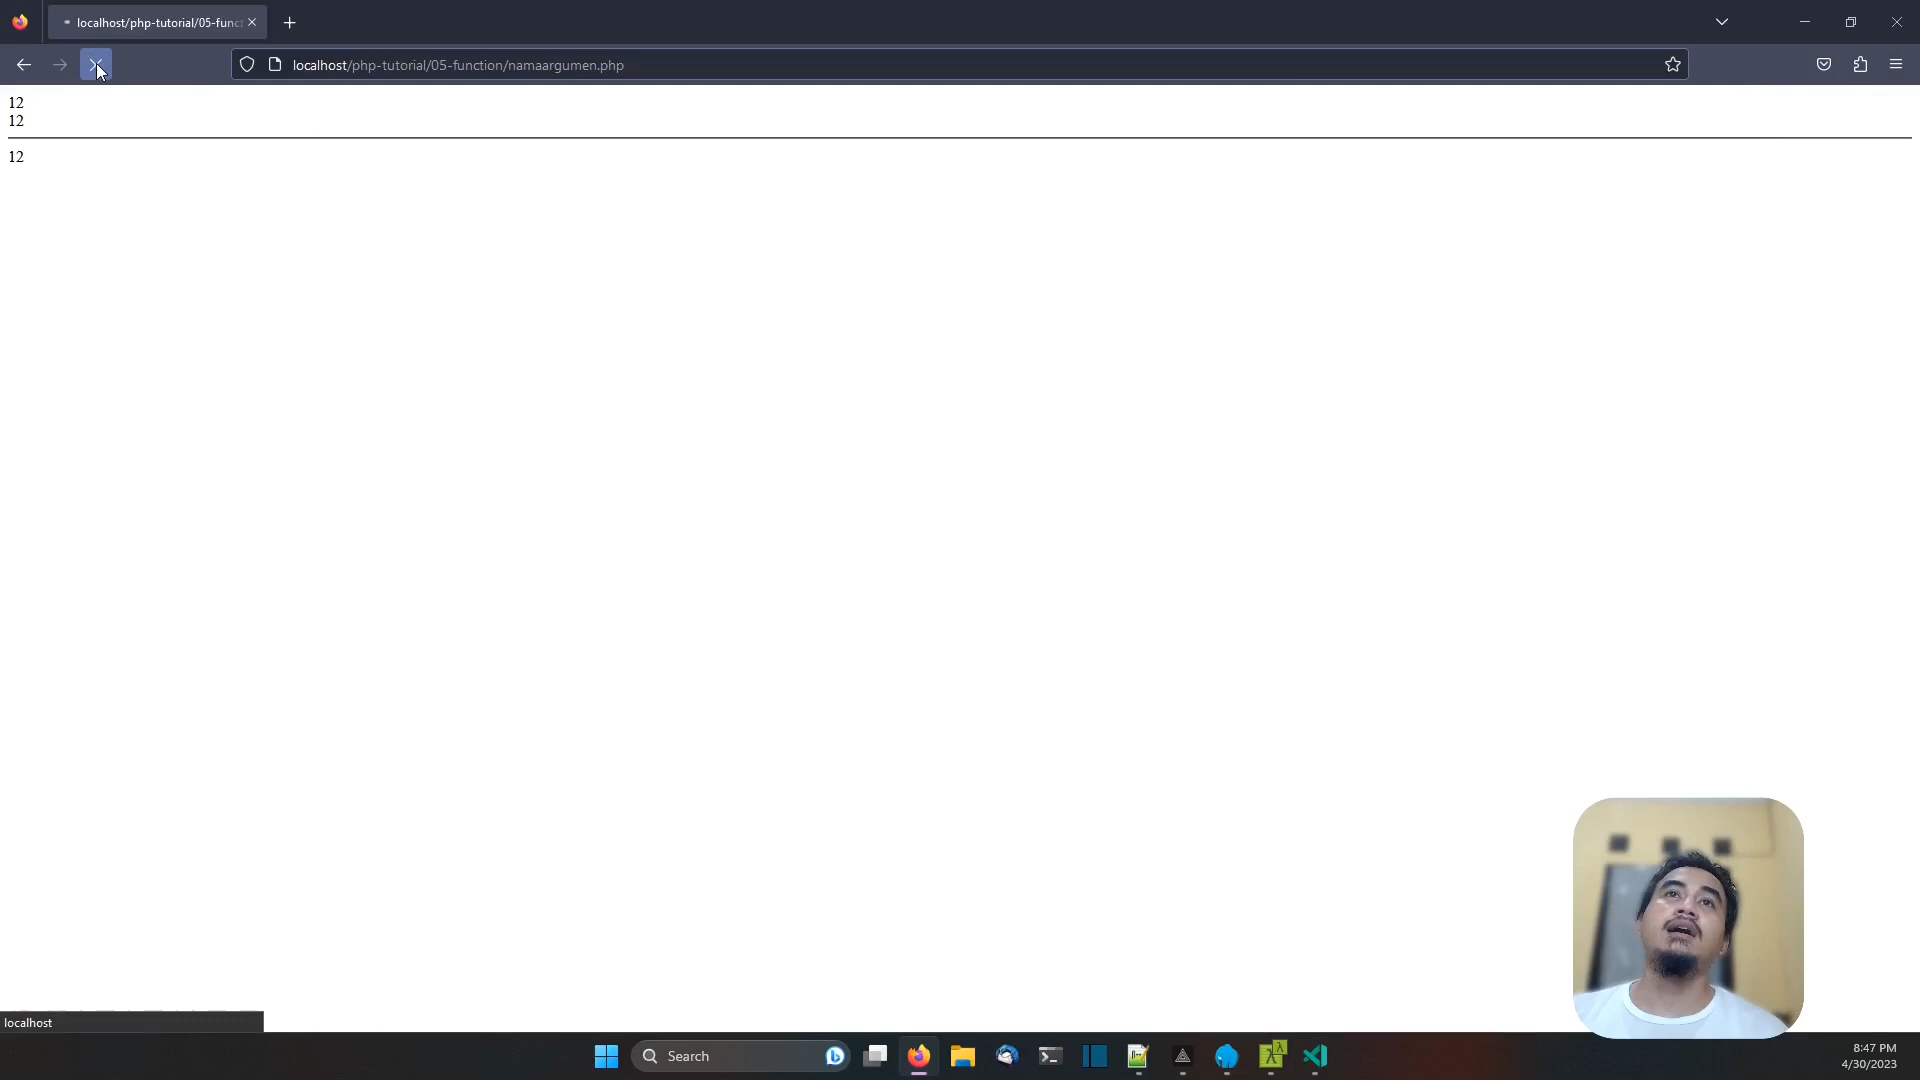 localhost/php-tutorial/05-func
localhost/php-tutorial/05-function/namaargumen.php
12
12
12
localhost
Search
8:47 PM
4/30/2023